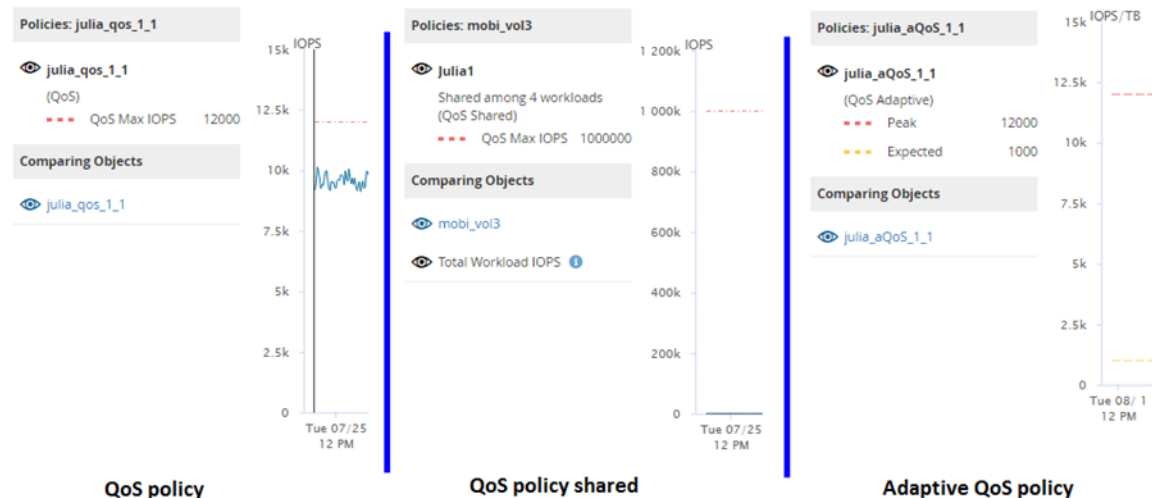 Policies: julia_qos_1_1
julia_qos_1_1
(QoS)
QoS Max IOPS 12000
Comparing Objects
julia_qos_1_1
IOPS
15k
12.5k
10k
7.5k
5k
2.5k
0
Tue 07/25
12 PM
QoS policy
Policies: mobi_vol3
Julia1
Shared among 4 workloads
(QoS Shared)
QoS Max IOPS 1000000
Comparing Objects
mobi_vol3
Total Workload IOPS
IOPS
1 200k
1 000k
800k
600k
400k
200k
0
Tue 07/25
12 PM
QoS policy shared
Policies: julia_aQoS_1_1
julia_aQoS_1_1
(QoS Adaptive)
Peak 12000
Expected 1000
Comparing Objects
julia_aQoS_1_1
IOPS/TB
15k
12.5k
10k
7.5k
5k
2.5k
0
Tue 08/ 1
12 PM
Adaptive QoS policy